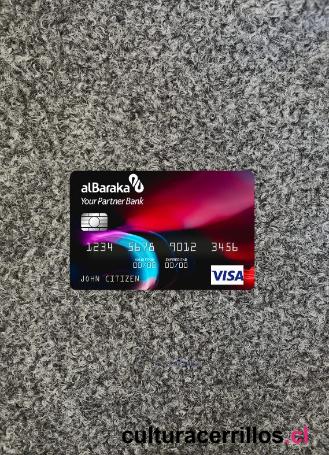 alBaraka
Your Partner Bank
1234 5678 9012 3456
00/00 00/00
JOHN CITIZEN
VISA
culturacerrillos.cl